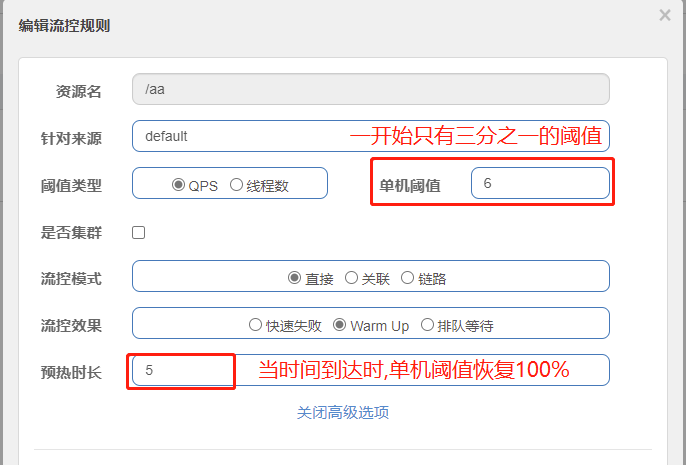 编辑流控规则 ×
资源名 /aa
针对来源 default 一开始只有三分之一的阈值
阈值类型 QPS 线程数 单机阈值 6
是否集群
流控模式 直接 关联 链路
流控效果 快速失败 Warm Up 排队等待
预热时长 5 当时间到达时,单机阈值恢复100%
关闭高级选项